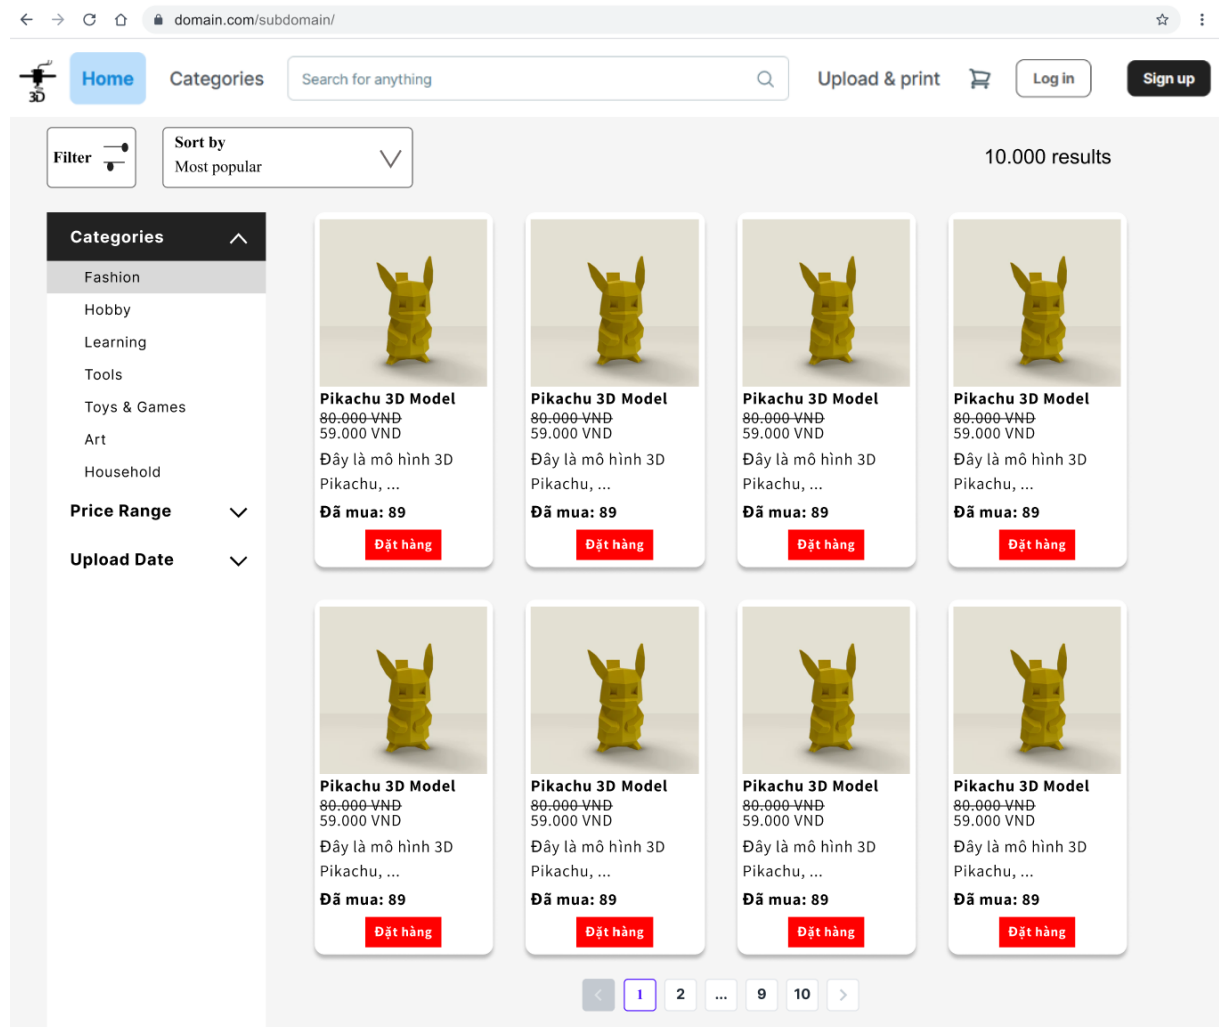 domain.com/subdomain/
3D
Home
Categories
Search for anything
Upload & print
Log in
Sign up
Filter
Sort by
Most popular
10.000 results
Categories
Fashion
Hobby
Learning
Tools
Toys & Games
Art
Household
Price Range
Upload Date
Pikachu 3D Model
80.000 VND
59.000 VND
Đây là mô hình 3D
Pikachu, ...
Đã mua: 89
Đặt hàng
Pikachu 3D Model
80.000 VND
59.000 VND
Đây là mô hình 3D
Pikachu, ...
Đã mua: 89
Đặt hàng
Pikachu 3D Model
80.000 VND
59.000 VND
Đây là mô hình 3D
Pikachu, ...
Đã mua: 89
Đặt hàng
Pikachu 3D Model
80.000 VND
59.000 VND
Đây là mô hình 3D
Pikachu, ...
Đã mua: 89
Đặt hàng
Pikachu 3D Model
80.000 VND
59.000 VND
Đây là mô hình 3D
Pikachu, ...
Đã mua: 89
Đặt hàng
Pikachu 3D Model
80.000 VND
59.000 VND
Đây là mô hình 3D
Pikachu, ...
Đã mua: 89
Đặt hàng
Pikachu 3D Model
80.000 VND
59.000 VND
Đây là mô hình 3D
Pikachu, ...
Đã mua: 89
Đặt hàng
Pikachu 3D Model
80.000 VND
59.000 VND
Đây là mô hình 3D
Pikachu, ...
Đã mua: 89
Đặt hàng
1 2 ... 9 10